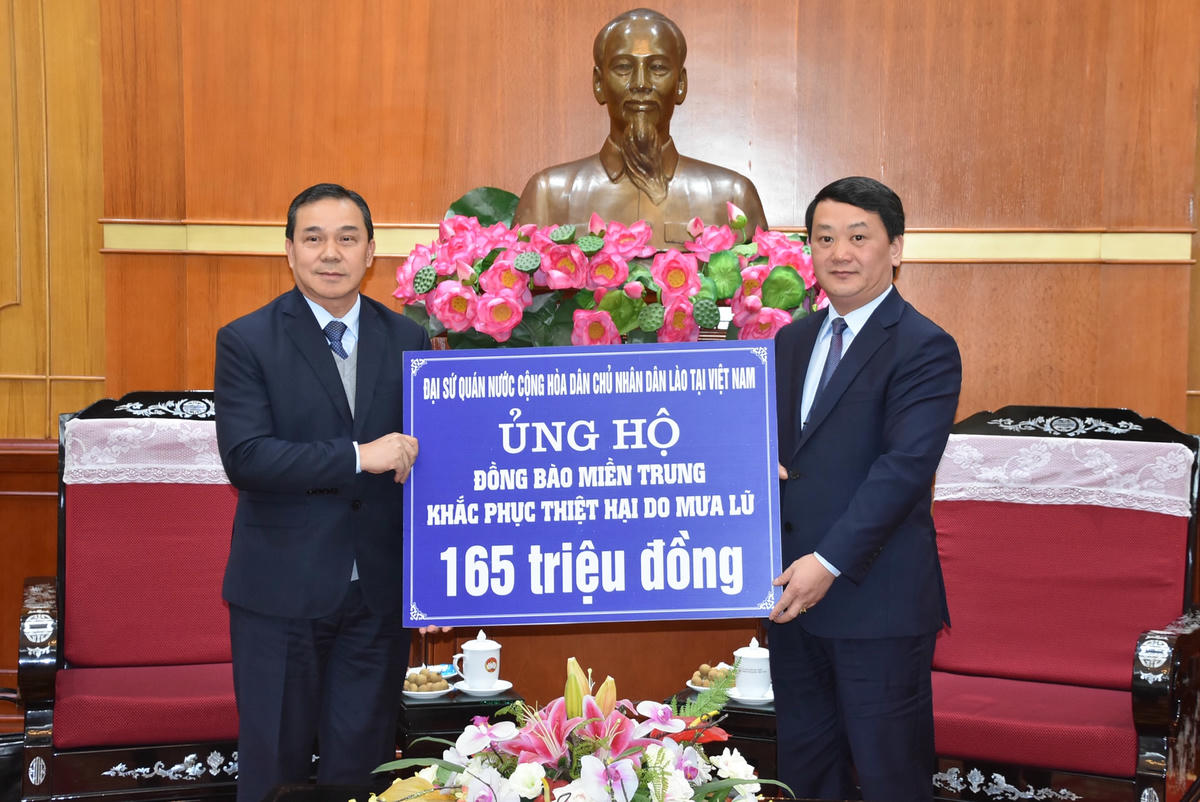 ĐẠI SỨ QUÁN NƯỚC CỘNG HÒA DÂN CHỦ NHÂN DÂN LÀO TẠI VIỆT NAM
ỦNG HỘ
ĐỒNG BÀO MIỀN TRUNG
KHẮC PHỤC THIỆT HẠI DO MƯA LŨ
165 triệu đồng